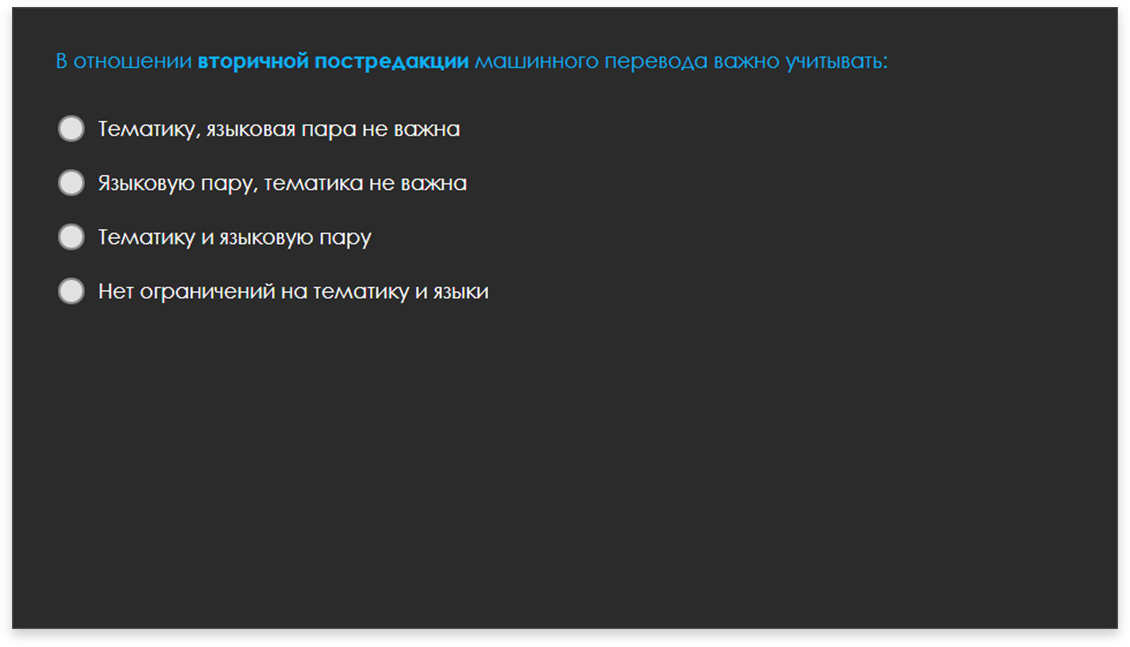 В отношении вторичной постредакции машинного перевода важно учитывать:
Тематику, языковая пара не важна
Языковую пару, тематика не важна
Тематику и языковую пару
Нет ограничений на тематику и языки